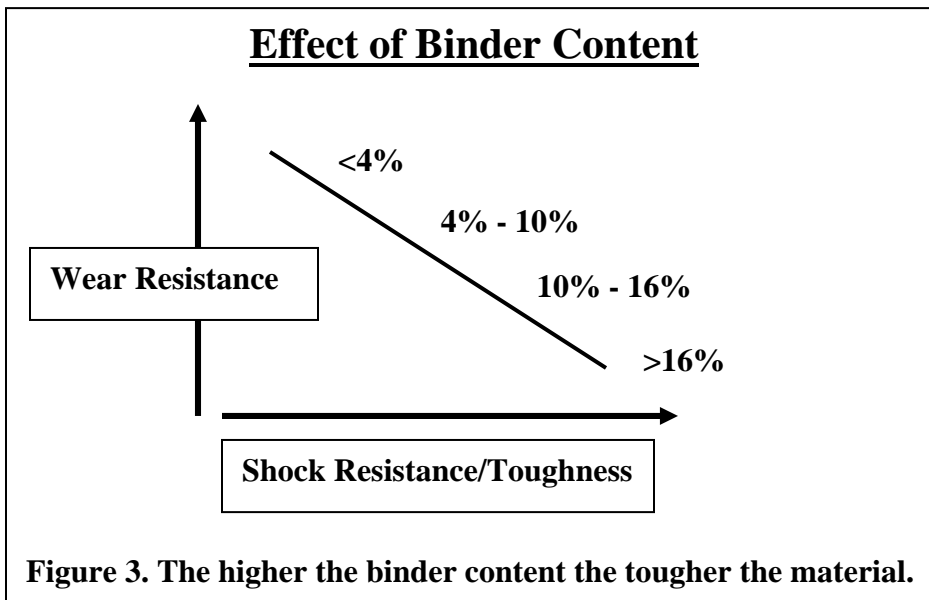 Effect of Binder Content
<4%
4% - 10%
Wear Resistance
10% - 16%
>16%
Shock Resistance/Toughness
Figure 3. The higher the binder content the tougher the material.